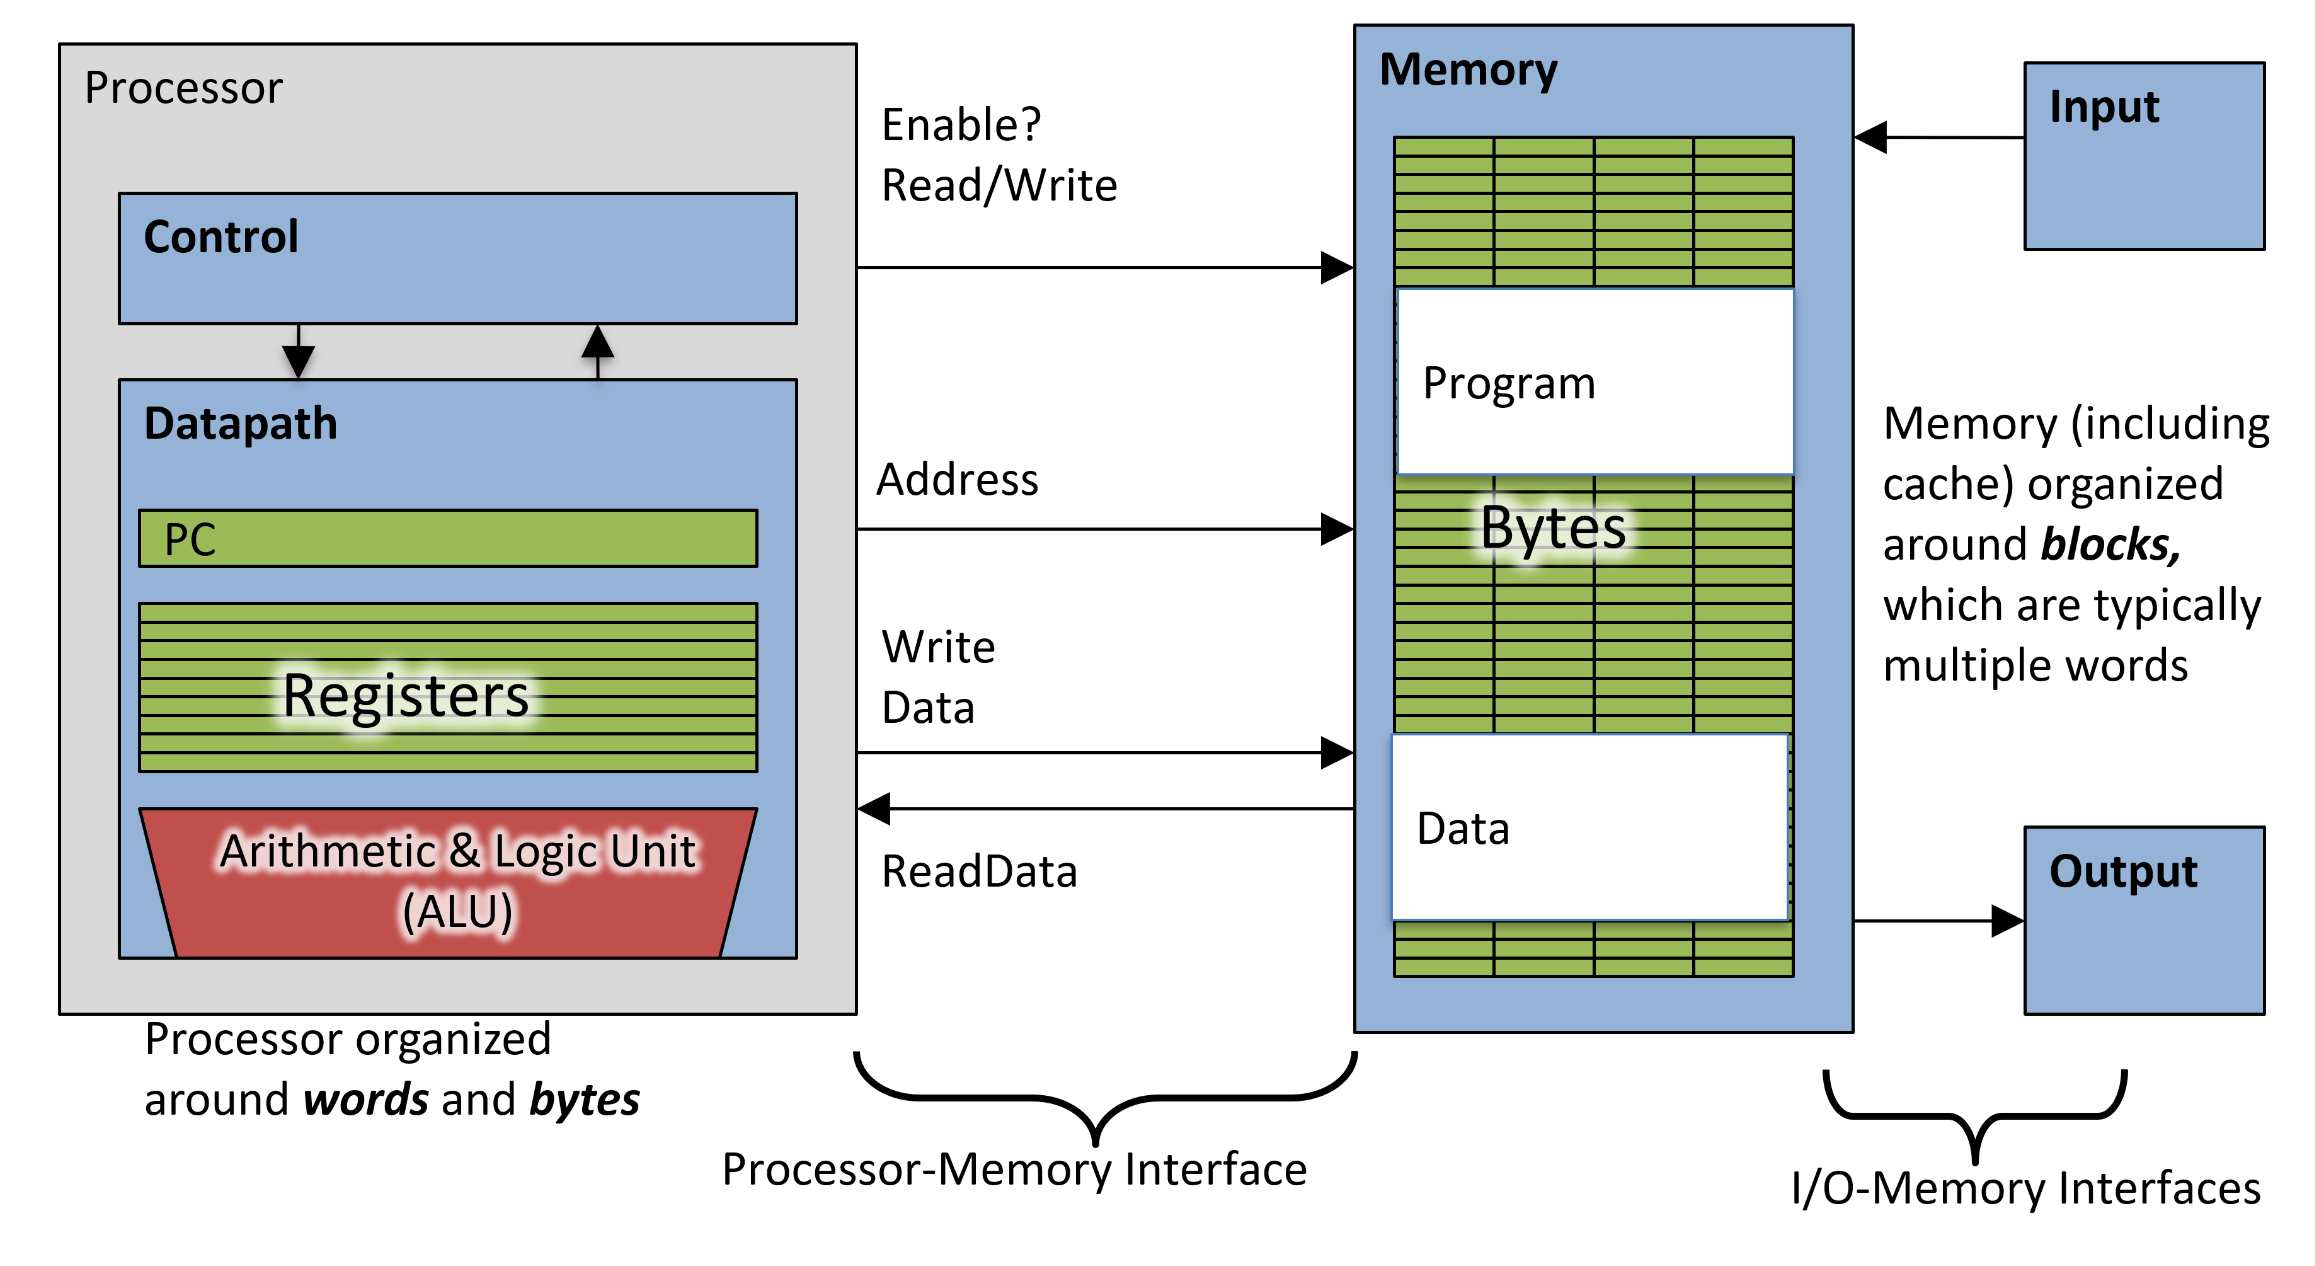 Processor
Control
Datapath
PC
Registers
Arithmetic & Logic Unit
(ALU)
Processor organized
around words and bytes
Enable?
Read/Write
Address
Write
Data
ReadData
Processor-Memory Interface
Memory
Program
Bytes
Data
Input
Memory (including
cache) organized
around blocks,
which are typically
multiple words
Output
I/O-Memory Interfaces